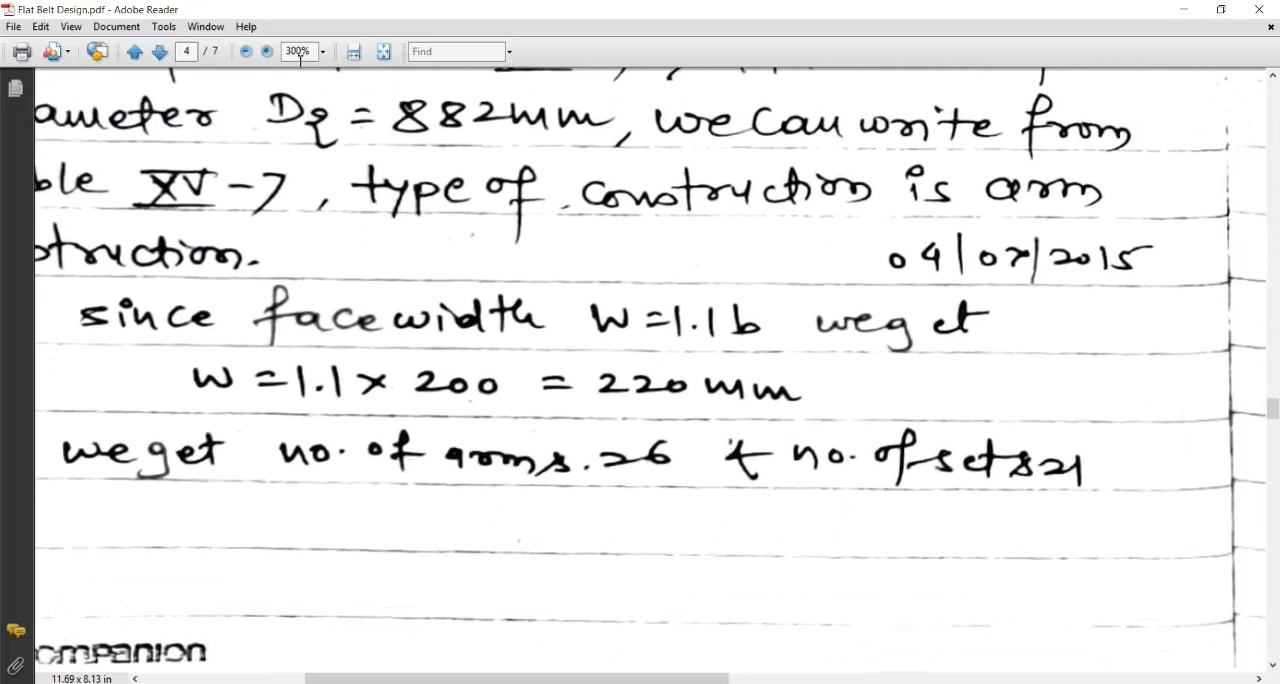 Flat Belt Design.pdf - Adobe Reader
File Edit View Document Tools Window Help
4 / 7 300% Find
ameter D2 = 882mm, we can write from
ble XV-7, type of construction is arm
struction.
04/07/2015
since face width W=1.1b we get
W = 1.1 × 200 = 220 mm
we get no. of arms = 6 & no. of sets = 1
ompanion
11.69 x 8.13 in